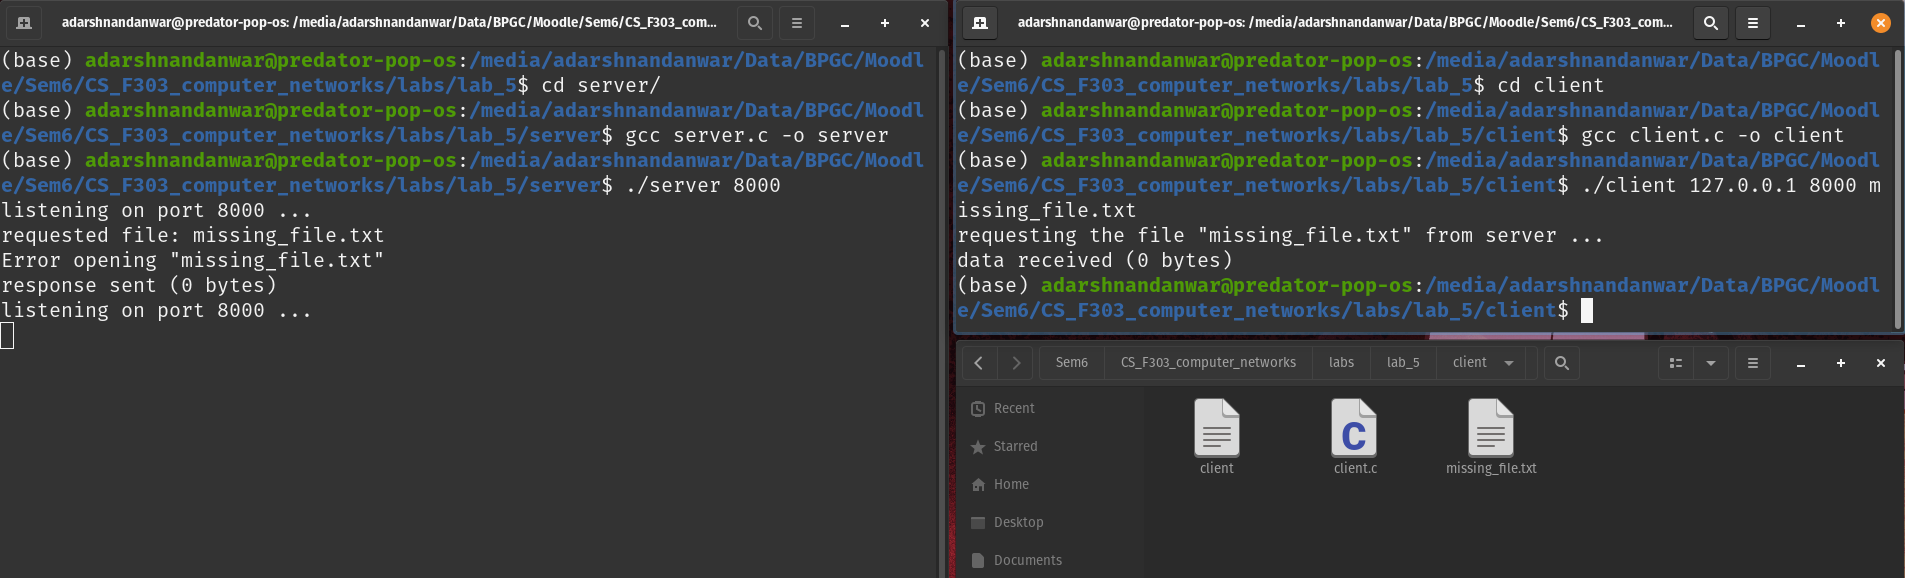 adarshnandanwar@predator-pop-os: /media/adarshnandanwar/Data/BPGC/Moodle/Sem6/CS_F303_com...
(base) adarshnandanwar@predator-pop-os:/media/adarshnandanwar/Data/BPGC/Moodl
e/Sem6/CS_F303_computer_networks/labs/lab_5$ cd server/
(base) adarshnandanwar@predator-pop-os:/media/adarshnandanwar/Data/BPGC/Moodl
e/Sem6/CS_F303_computer_networks/labs/lab_5/server$ gcc server.c -o server
(base) adarshnandanwar@predator-pop-os:/media/adarshnandanwar/Data/BPGC/Moodl
e/Sem6/CS_F303_computer_networks/labs/lab_5/server$ ./server 8000
listening on port 8000 ...
requested file: missing_file.txt
Error opening "missing_file.txt"
response sent (0 bytes)
listening on port 8000 ...
adarshnandanwar@predator-pop-os: /media/adarshnandanwar/Data/BPGC/Moodle/Sem6/CS_F303_com...
(base) adarshnandanwar@predator-pop-os:/media/adarshnandanwar/Data/BPGC/Moodl
e/Sem6/CS_F303_computer_networks/labs/lab_5$ cd client
(base) adarshnandanwar@predator-pop-os:/media/adarshnandanwar/Data/BPGC/Moodl
e/Sem6/CS_F303_computer_networks/labs/lab_5/client$ gcc client.c -o client
(base) adarshnandanwar@predator-pop-os:/media/adarshnandanwar/Data/BPGC/Moodl
e/Sem6/CS_F303_computer_networks/labs/lab_5/client$ ./client 127.0.0.1 8000 m
issing_file.txt
requesting the file "missing_file.txt" from server ...
data received (0 bytes)
(base) adarshnandanwar@predator-pop-os:/media/adarshnandanwar/Data/BPGC/Moodl
e/Sem6/CS_F303_computer_networks/labs/lab_5/client$
Sem6 CS_F303_computer_networks labs lab_5 client
Recent
Starred
Home
Desktop
Documents
C
client client.c missing_file.txt